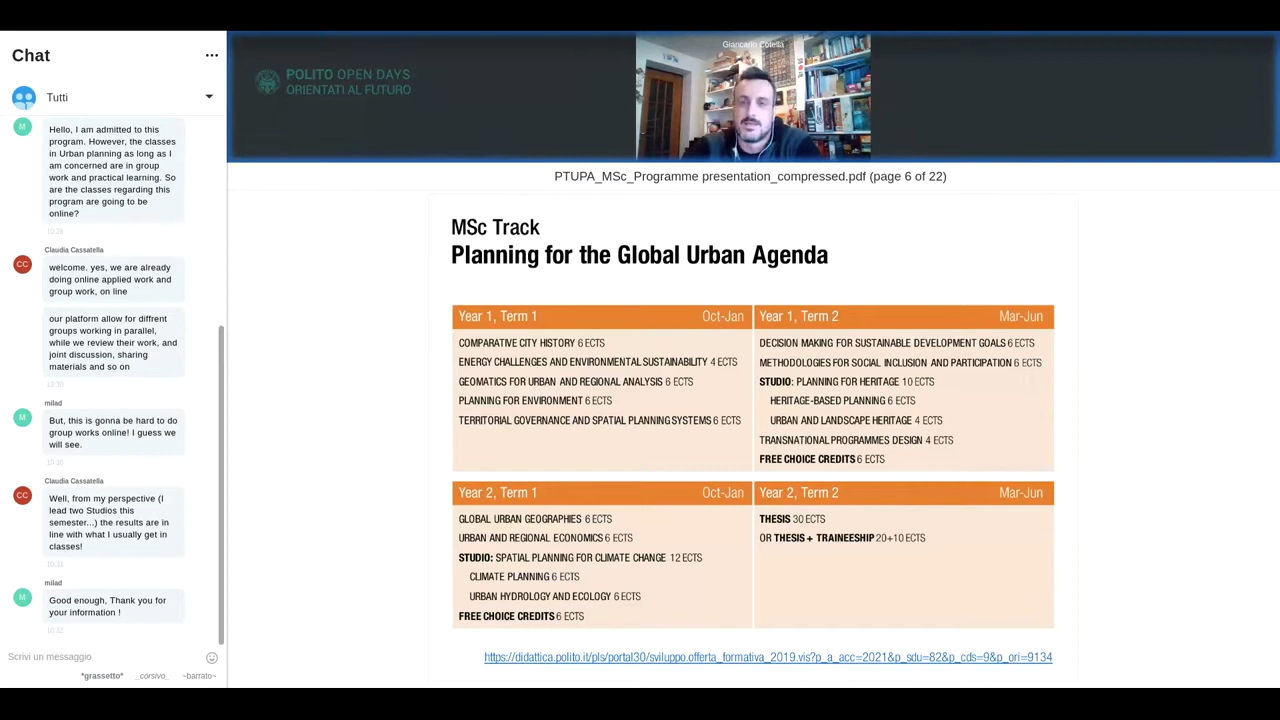 Chat
Tutti
M
Hello, I am admitted to this
program. However, the classes
in Urban planning as long as I
am concerned are in group
work and practical learning. So
are the classes regarding this
program are going to be
online?
10:28
Claudia Cassatella
CC
welcome. yes, we are already
doing online applied work and
group work, on line
our platform allow for diffrent
groups working in parallel,
while we review their work, and
joint discussion, sharing
materials and so on
10:30
milad
M
But, this is gonna be hard to do
group works online! I guess we
will see.
10:30
Claudia Cassatella
CC
Well, from my perspective (I
lead two Studios this
semester...) the results are in
line with what I usually get in
classes!
10:31
milad
M
Good enough, Thank you for
your information !
10:32
Scrivi un messaggio
*grassetto* _corsivo_ ~barrato~
POLITO OPEN DAYS
ORIENTATI AL FUTURO
Giancarlo Cotella
PTUPA_MSc_Programme presentation_compressed.pdf (page 6 of 22)
MSc Track
Planning for the Global Urban Agenda
Year 1, Term 1 Oct-Jan
COMPARATIVE CITY HISTORY 6 ECTS
ENERGY CHALLENGES AND ENVIRONMENTAL SUSTAINABILITY 4 ECTS
GEOMATICS FOR URBAN AND REGIONAL ANALYSIS 6 ECTS
PLANNING FOR ENVIRONMENT 6 ECTS
TERRITORIAL GOVERNANCE AND SPATIAL PLANNING SYSTEMS 6 ECTS
Year 1, Term 2 Mar-Jun
DECISION MAKING FOR SUSTAINABLE DEVELOPMENT GOALS 6 ECTS
METHODOLOGIES FOR SOCIAL INCLUSION AND PARTICIPATION 6 ECTS
STUDIO: PLANNING FOR HERITAGE 10 ECTS
HERITAGE-BASED PLANNING 6 ECTS
URBAN AND LANDSCAPE HERITAGE 4 ECTS
TRANSNATIONAL PROGRAMMES DESIGN 4 ECTS
FREE CHOICE CREDITS 6 ECTS
Year 2, Term 1 Oct-Jan
GLOBAL URBAN GEOGRAPHIES 6 ECTS
URBAN AND REGIONAL ECONOMICS 6 ECTS
STUDIO: SPATIAL PLANNING FOR CLIMATE CHANGE 12 ECTS
CLIMATE PLANNING 6 ECTS
URBAN HYDROLOGY AND ECOLOGY 6 ECTS
FREE CHOICE CREDITS 6 ECTS
Year 2, Term 2 Mar-Jun
THESIS 30 ECTS
OR THESIS + TRAINEESHIP 20+10 ECTS
https://didattica.polito.it/pls/portal30/sviluppo.offerta_formativa_2019.vis?p_a_acc=2021&p_sdu=82&p_cds=9&p_ori=9134